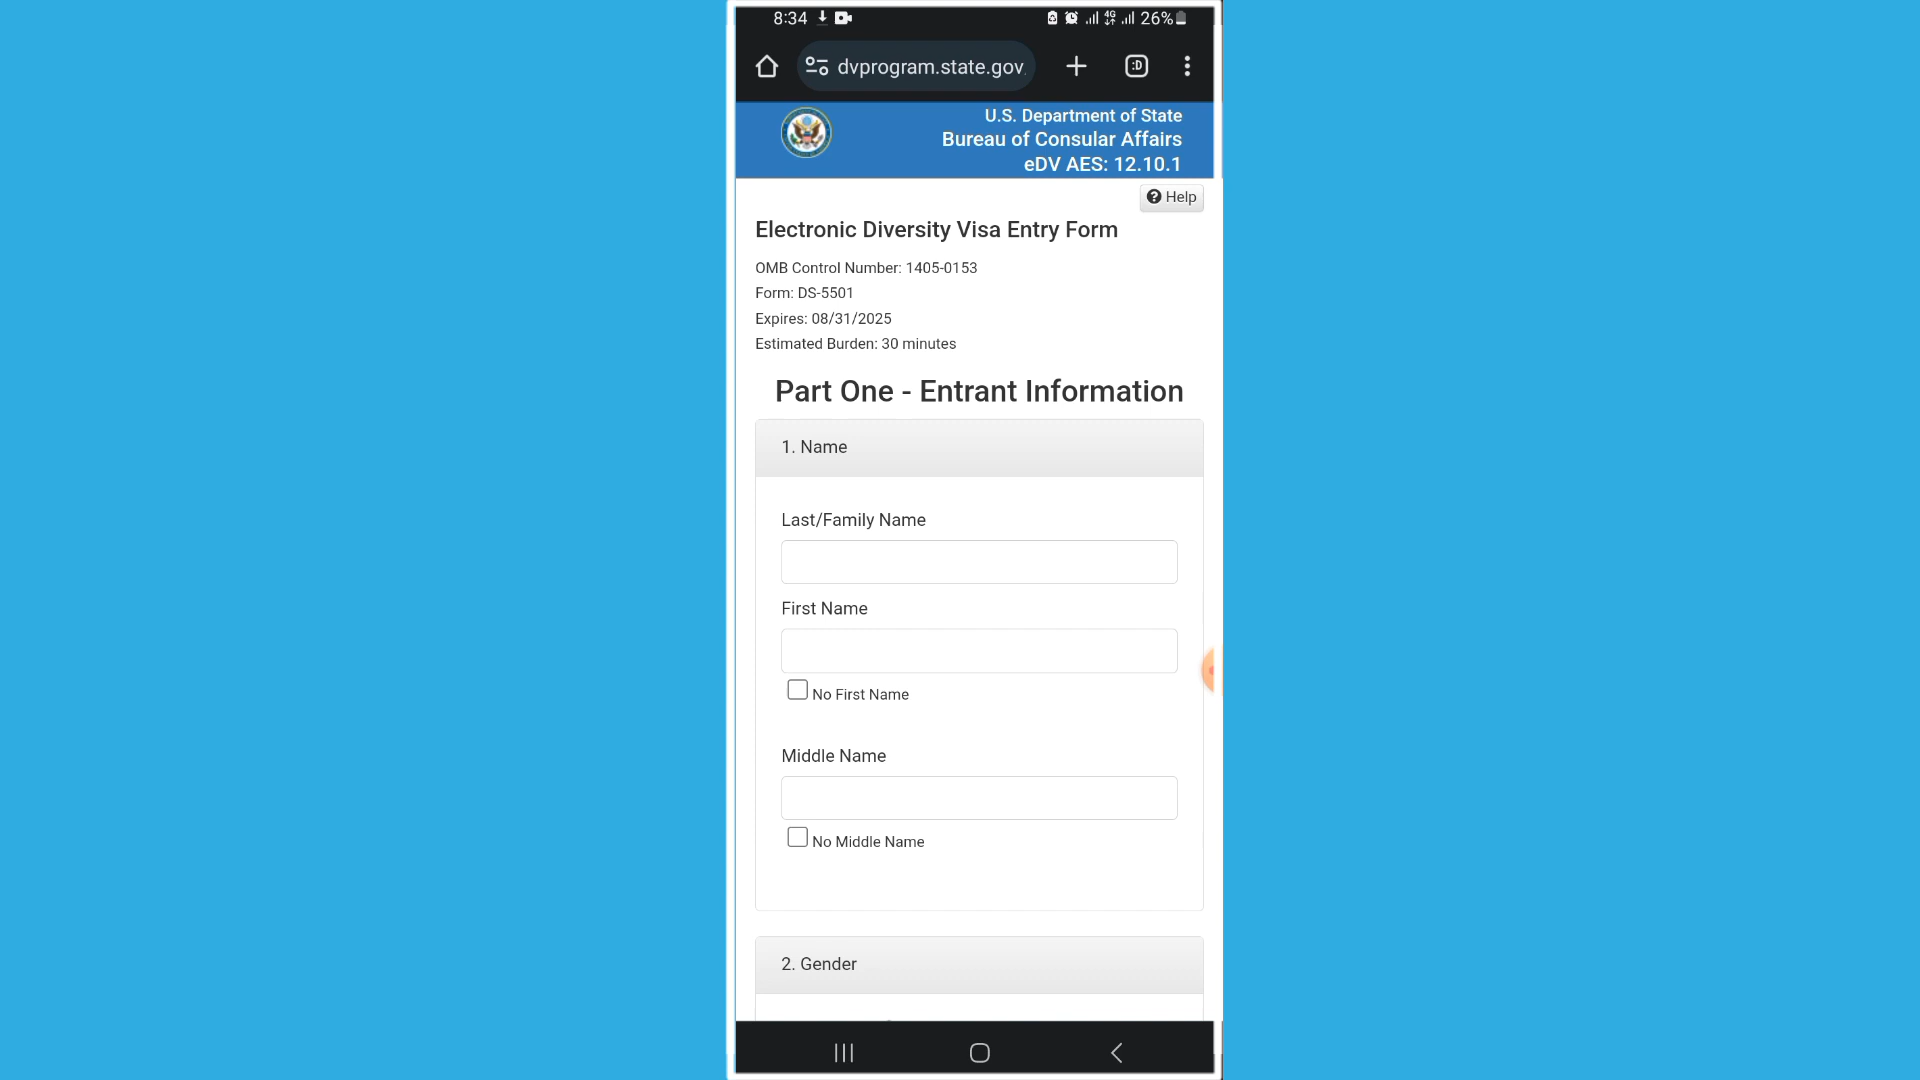 8:34 4G 26%
dvprogram.state.gov :D
U.S. Department of State
Bureau of Consular Affairs
eDV AES: 12.10.1
Help
Electronic Diversity Visa Entry Form
OMB Control Number: 1405-0153
Form: DS-5501
Expires: 08/31/2025
Estimated Burden: 30 minutes
Part One - Entrant Information
1. Name
Last/Family Name
First Name
No First Name
Middle Name
No Middle Name
2. Gender